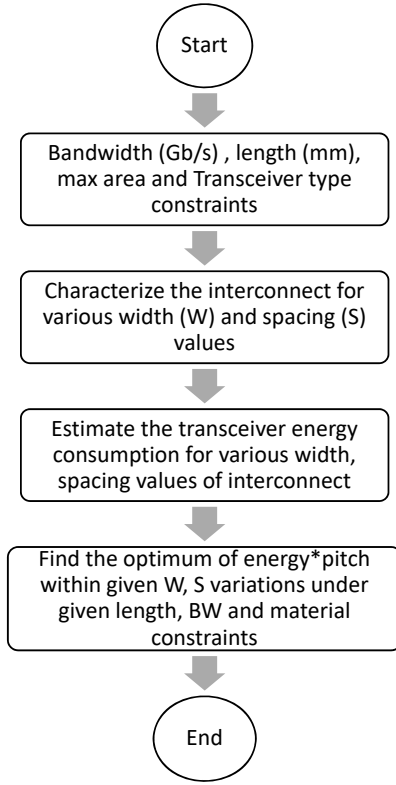 Start
Bandwidth (Gb/s) , length (mm),
max area and Transceiver type
constraints
Characterize the interconnect for
various width (W) and spacing (S)
values
Estimate the transceiver energy
consumption for various width,
spacing values of interconnect
Find the optimum of energy*pitch
within given W, S variations under
given length, BW and material
constraints
End